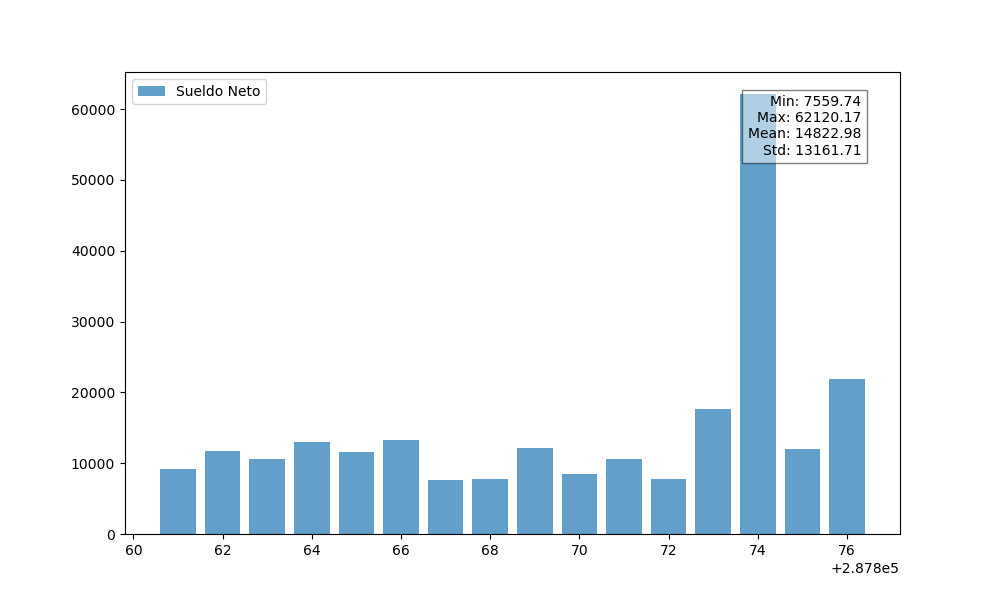 Sueldo Neto
Min: 7559.74
Max: 62120.17
Mean: 14822.98
Std: 13161.71
60000
50000
40000
30000
20000
10000
0
60 62 64 66 68 70 72 74 76
+2.878e5